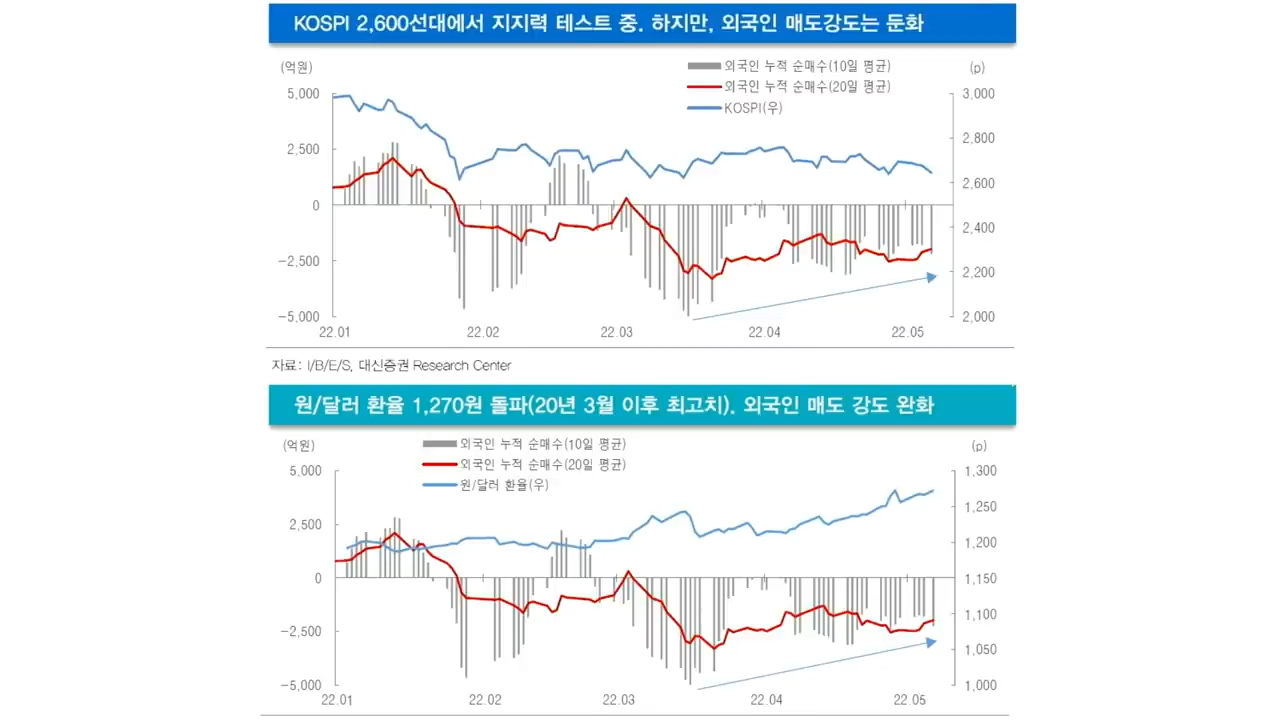 KOSPI 2,600선대에서 지지력 테스트 중. 하지만, 외국인 매도강도는 둔화
(억원)
외국인 누적 순매수(10일 평균)
(p)
외국인 누적 순매수(20일 평균)
KOSPI(우)
5,000
3,000
2,800
2,500
2,600
0
2,400
-2,500
2,200
-5,000
2,000
22.01 22.02 22.03 22.04 22.05
자료: I/B/E/S, 대신증권 Research Center
원/달러 환율 1,270원 돌파(20년 3월 이후 최고치). 외국인 매도 강도 완화
(억원)
외국인 누적 순매수(10일 평균)
(p)
외국인 누적 순매수(20일 평균)
원/달러 환율(우)
5,000
1,300
1,250
2,500
1,200
0
1,150
1,100
-2,500
1,050
-5,000
1,000
22.01 22.02 22.03 22.04 22.05